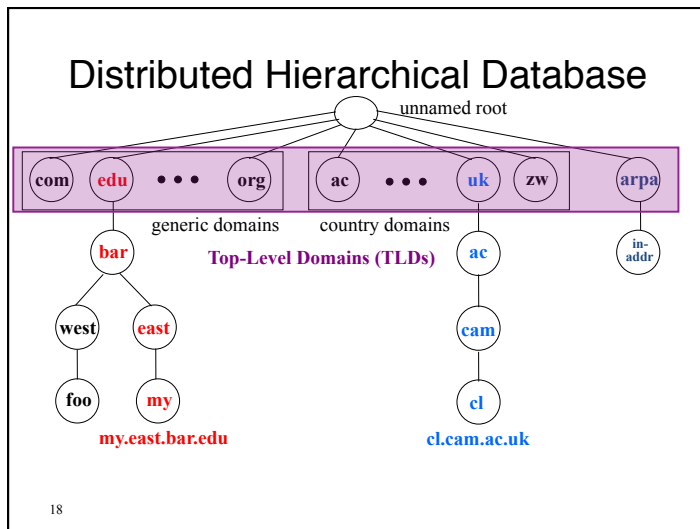 Distributed Hierarchical Database
unnamed root
com edu • • • org ac • • • uk zw arpa
generic domains country domains
bar Top-Level Domains (TLDs) ac in-
addr
west east cam
foo my cl
my.east.bar.edu cl.cam.ac.uk
18